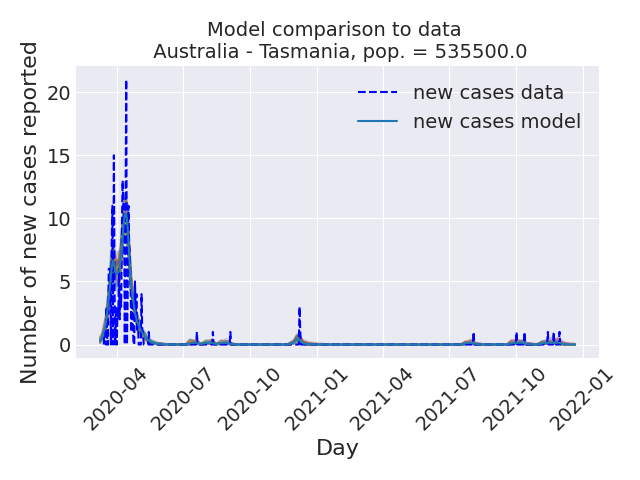 Model comparison to data
Australia - Tasmania, pop. = 535500.0
new cases data
new cases model
Number of new cases reported
20
15
10
5
0
2020-04
2020-07
2020-10
2021-01
2021-04
2021-07
2021-10
2022-01
Day